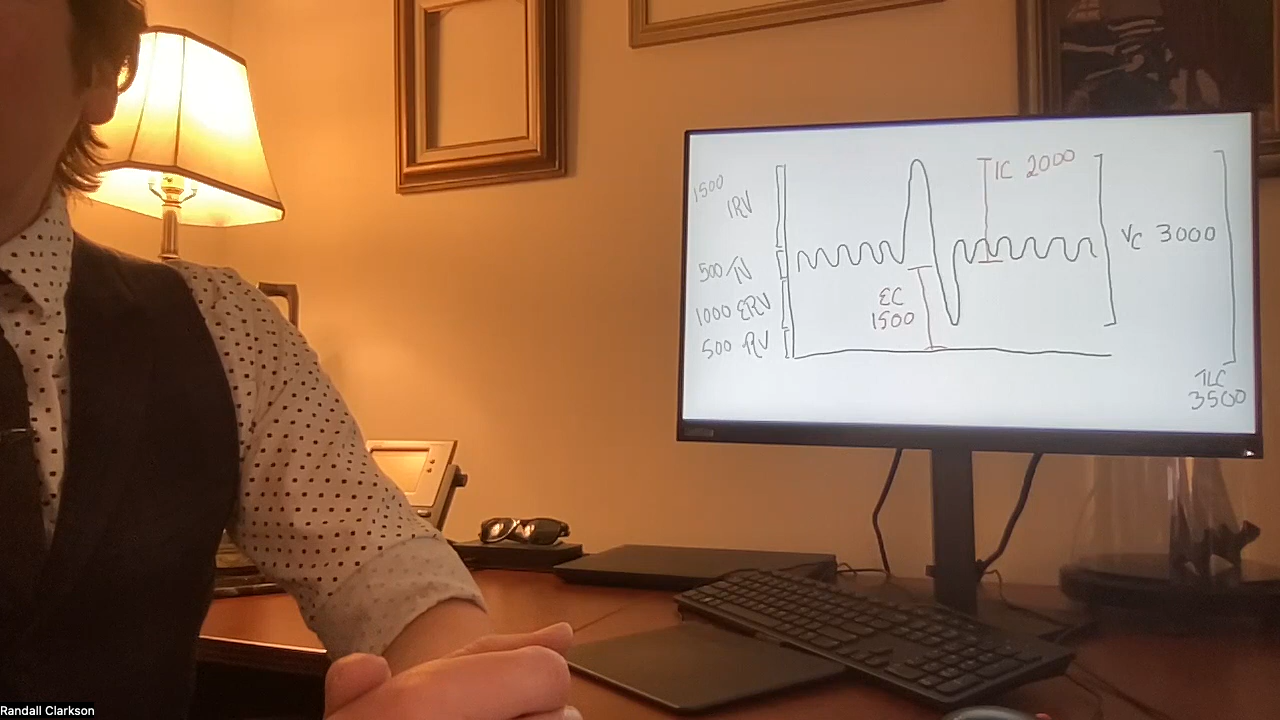 1500
IRV
500 TV
1000 ERV
500 RV
EC
1500
IC 2000
VC 3000
TLC
3500
Randall Clarkson